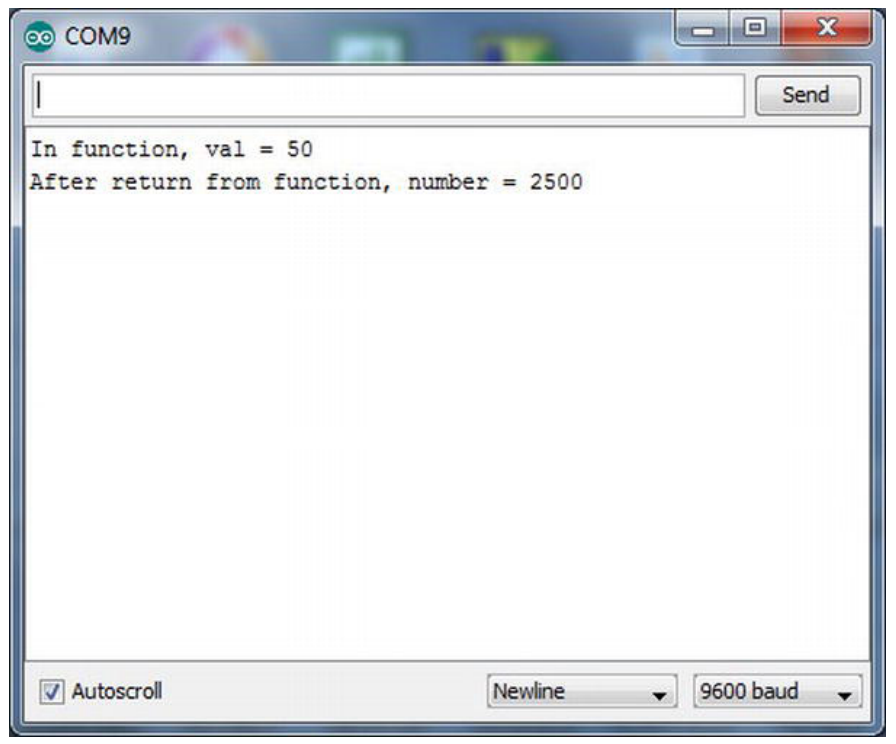 COM9
Send
In function, val = 50
After return from function, number = 2500
Autoscroll
Newline
9600 baud